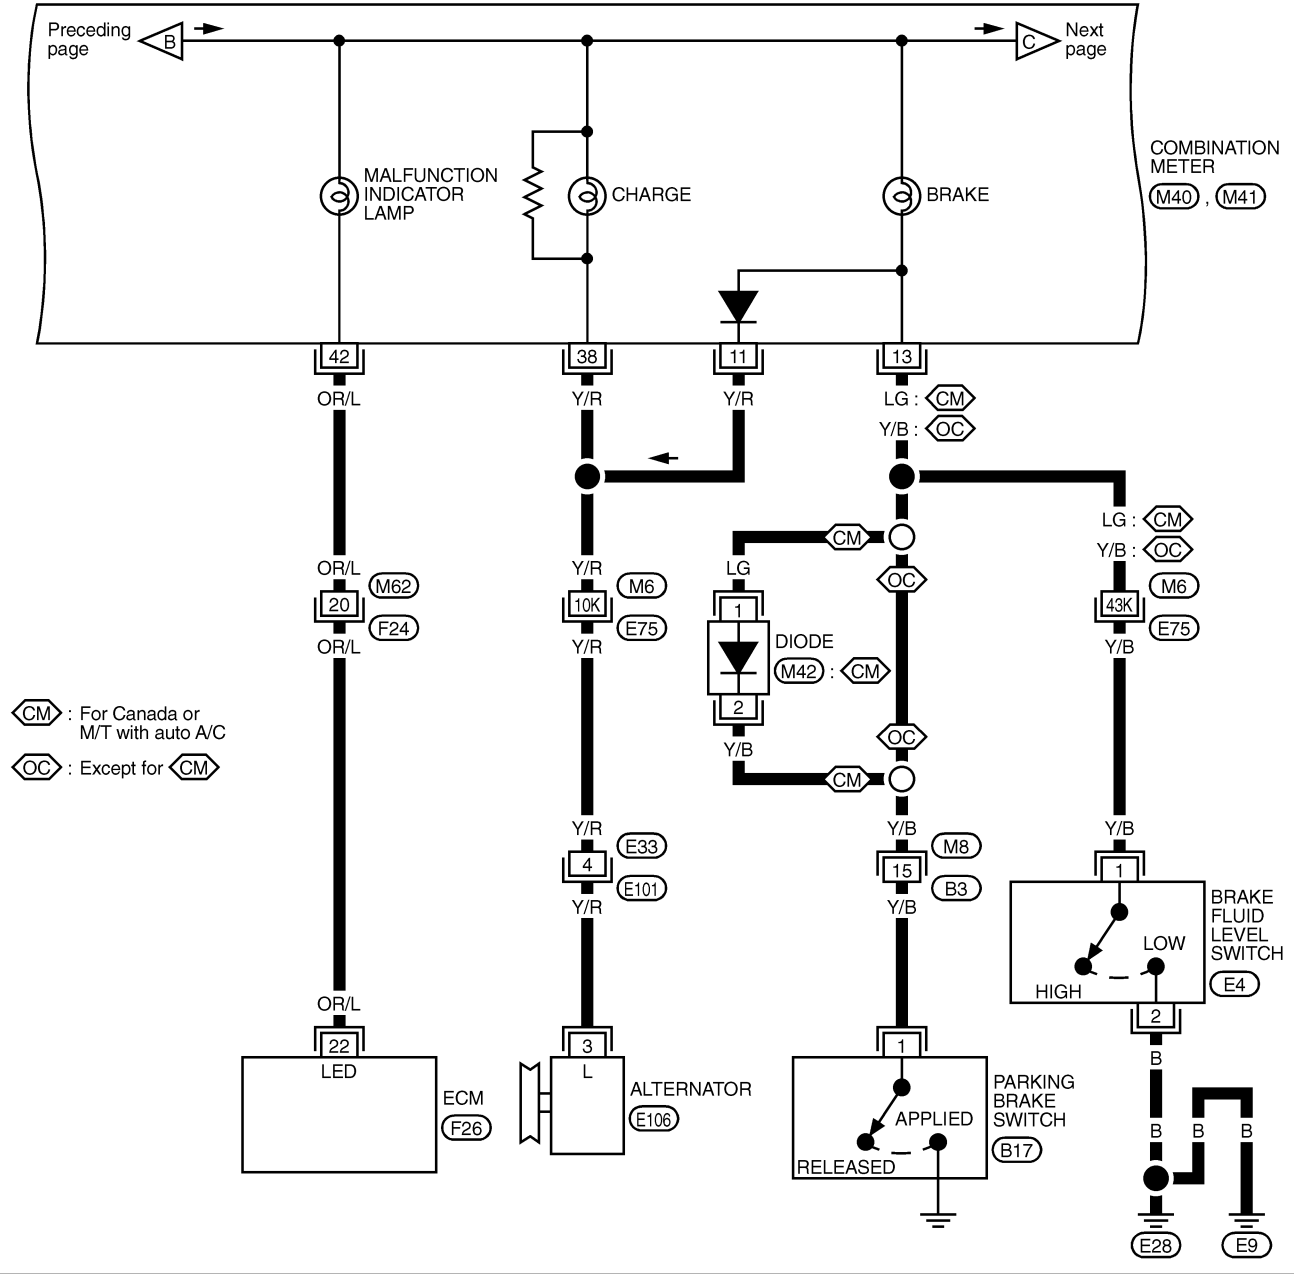 Preceding
page
B
C
Next
page
MALFUNCTION
INDICATOR
LAMP
CHARGE
BRAKE
COMBINATION
METER
M40 , M41
42
38
11
13
OR/L
Y/R
Y/R
LG : CM
Y/B : OC
LG : CM
Y/B : OC
CM
OC
OR/L
Y/R
LG
20
M62
F24
10K
M6
E75
1
43K
M6
E75
OR/L
Y/R
Y/B
DIODE
M42 : CM
2
Y/B
OC
CM
CM : For Canada or
M/T with auto A/C
OC : Except for CM
Y/R
Y/B
Y/B
4
E33
E101
15
M8
B3
1
Y/R
Y/B
BRAKE
FLUID
LEVEL
SWITCH
E4
LOW
HIGH
2
OR/L
22
LED
ECM
F26
3
L
ALTERNATOR
E106
1
APPLIED
RELEASED
PARKING
BRAKE
SWITCH
B17
B
B
B
B
E28
E9